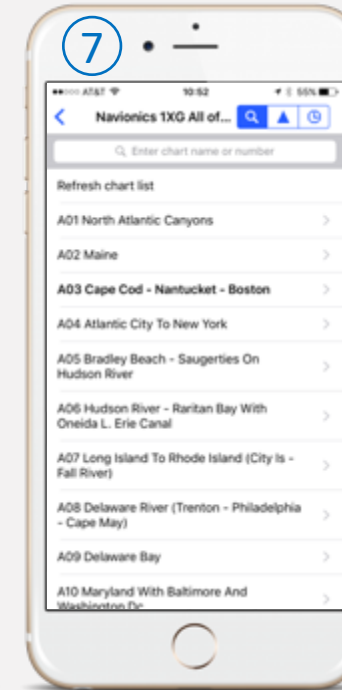 7
AT&T 10:52 55%
Navionics 1XG All of...
Enter chart name or number
Refresh chart list
A01 North Atlantic Canyons
A02 Maine
A03 Cape Cod - Nantucket - Boston
A04 Atlantic City To New York
A05 Bradley Beach - Saugerties On
Hudson River
A06 Hudson River - Raritan Bay With
Oneida L. Erie Canal
A07 Long Island To Rhode Island (City Is -
Fall River)
A08 Delaware River (Trenton - Philadelphia
- Cape May)
A09 Delaware Bay
A10 Maryland With Baltimore And
Washington Dc